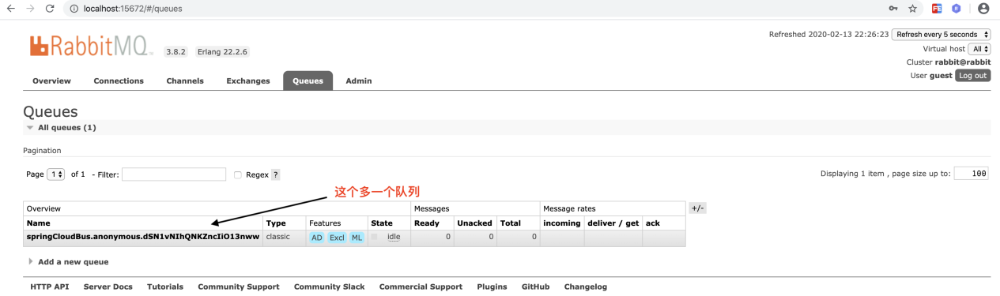 localhost:15672/#/queues
Refreshed 2020-02-13 22:26:23 Refresh every 5 seconds
RabbitMQ 3.8.2 Erlang 22.2.6
Virtual host All
Cluster rabbit@rabbit
User guest Log out
Overview Connections Channels Exchanges Queues Admin
Queues
All queues (1)
Pagination
Page 1 of 1 - Filter: Regex ?
Displaying 1 item , page size up to: 100
这个多一个队列
Overview Messages Message rates +/-
Name Type Features State Ready Unacked Total incoming deliver / get ack
springCloudBus.anonymous.dSN1vNIhQNKZncIiO13nww classic AD Excl ML idle 0 0 0
Add a new queue
HTTP API Server Docs Tutorials Community Support Community Slack Commercial Support Plugins GitHub Changelog